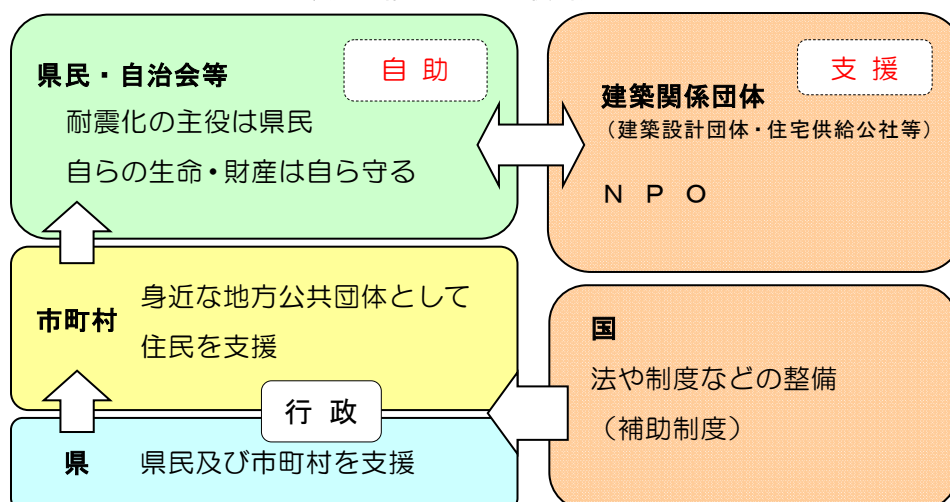 県民・自治会等
自 助
耐震化の主役は県民
自らの生命・財産は自ら守る
支 援
建築関係団体
（建築設計団体・住宅供給公社等）
Ｎ Ｐ Ｏ
市町村
身近な地方公共団体として
住民を支援
行 政
県
県民及び市町村を支援
国
法や制度などの整備
（補助制度）